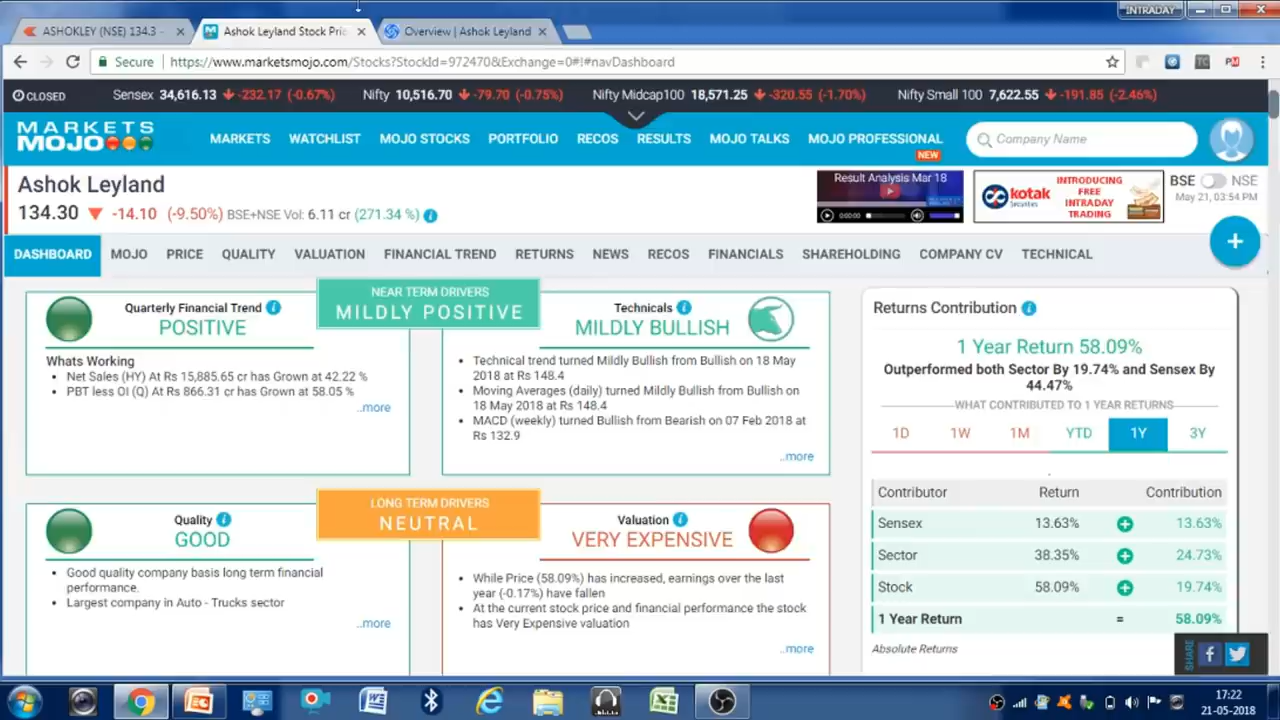 INTRADAY
ASHOKLEY (NSE) 134.3 -
Ashok Leyland Stock Pric
Overview | Ashok Leyland
Secure
https://www.marketsmojo.com/Stocks?StockId=972470&Exchange=0#!#navDashboard
CLOSED Sensex 34,616.13 -232.17 (-0.67%) Nifty 10,516.70 -79.70 (-0.75%) Nifty Midcap100 18,571.25 -320.55 (-1.70%) Nifty Small 100 7,622.55 -191.85 (-2.46%)
MARKETS
MOJO
MARKETS WATCHLIST MOJO STOCKS PORTFOLIO RECOS RESULTS MOJO TALKS MOJO PROFESSIONAL
NEW
Company Name
Ashok Leyland
134.30 -14.10 (-9.50%) BSE+NSE Vol: 6.11 cr (271.34 %)
Result Analysis Mar 18
0:00:00
kotak
Securities
INTRODUCING
FREE
INTRADAY
TRADING
BSE NSE
May 21, 03:54 PM
DASHBOARD MOJO PRICE QUALITY VALUATION FINANCIAL TREND RETURNS NEWS RECOS FINANCIALS SHAREHOLDING COMPANY CV TECHNICAL
NEAR TERM DRIVERS
MILDLY POSITIVE
Quarterly Financial Trend
POSITIVE
Whats Working
Net Sales (HY) At Rs 15,885.65 cr has Grown at 42.22 %
PBT less OI (Q) At Rs 866.31 cr has Grown at 58.05 %
..more
Technicals
MILDLY BULLISH
Technical trend turned Mildly Bullish from Bullish on 18 May
2018 at Rs 148.4
Moving Averages (daily) turned Mildly Bullish from Bullish on
18 May 2018 at Rs 148.4
MACD (weekly) turned Bullish from Bearish on 07 Feb 2018 at
Rs 132.9
..more
LONG TERM DRIVERS
NEUTRAL
Quality
GOOD
Good quality company basis long term financial
performance.
Largest company in Auto - Trucks sector
..more
Valuation
VERY EXPENSIVE
While Price (58.09%) has increased, earnings over the last
year (-0.17%) have fallen
At the current stock price and financial performance the stock
has Very Expensive valuation
..more
Returns Contribution
1 Year Return 58.09%
Outperformed both Sector By 19.74% and Sensex By
44.47%
WHAT CONTRIBUTED TO 1 YEAR RETURNS
1D 1W 1M YTD 1Y 3Y
Contributor Return Contribution
Sensex 13.63% 13.63%
Sector 38.35% 24.73%
Stock 58.09% 19.74%
1 Year Return = 58.09%
Absolute Returns
SHARE
17:22
21-05-2018